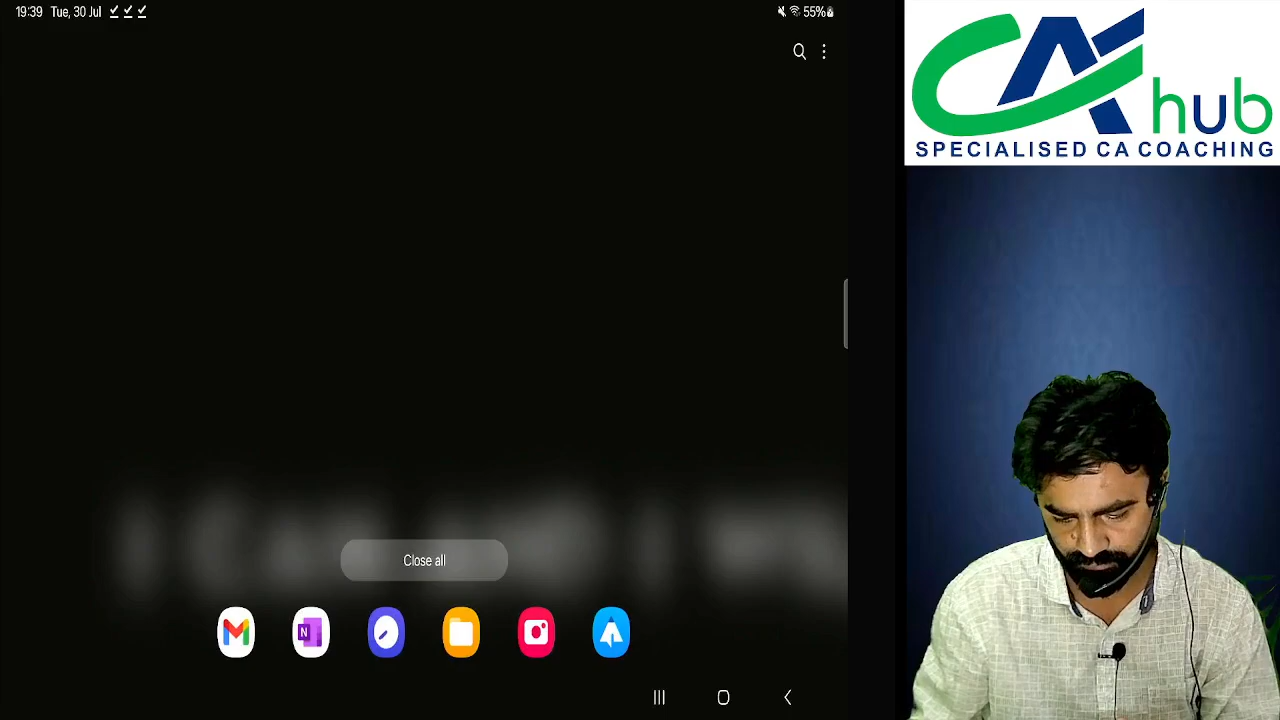 19:39 Tue, 30 Jul 55%
CA hub
SPECIALISED CA COACHING
Close all
N